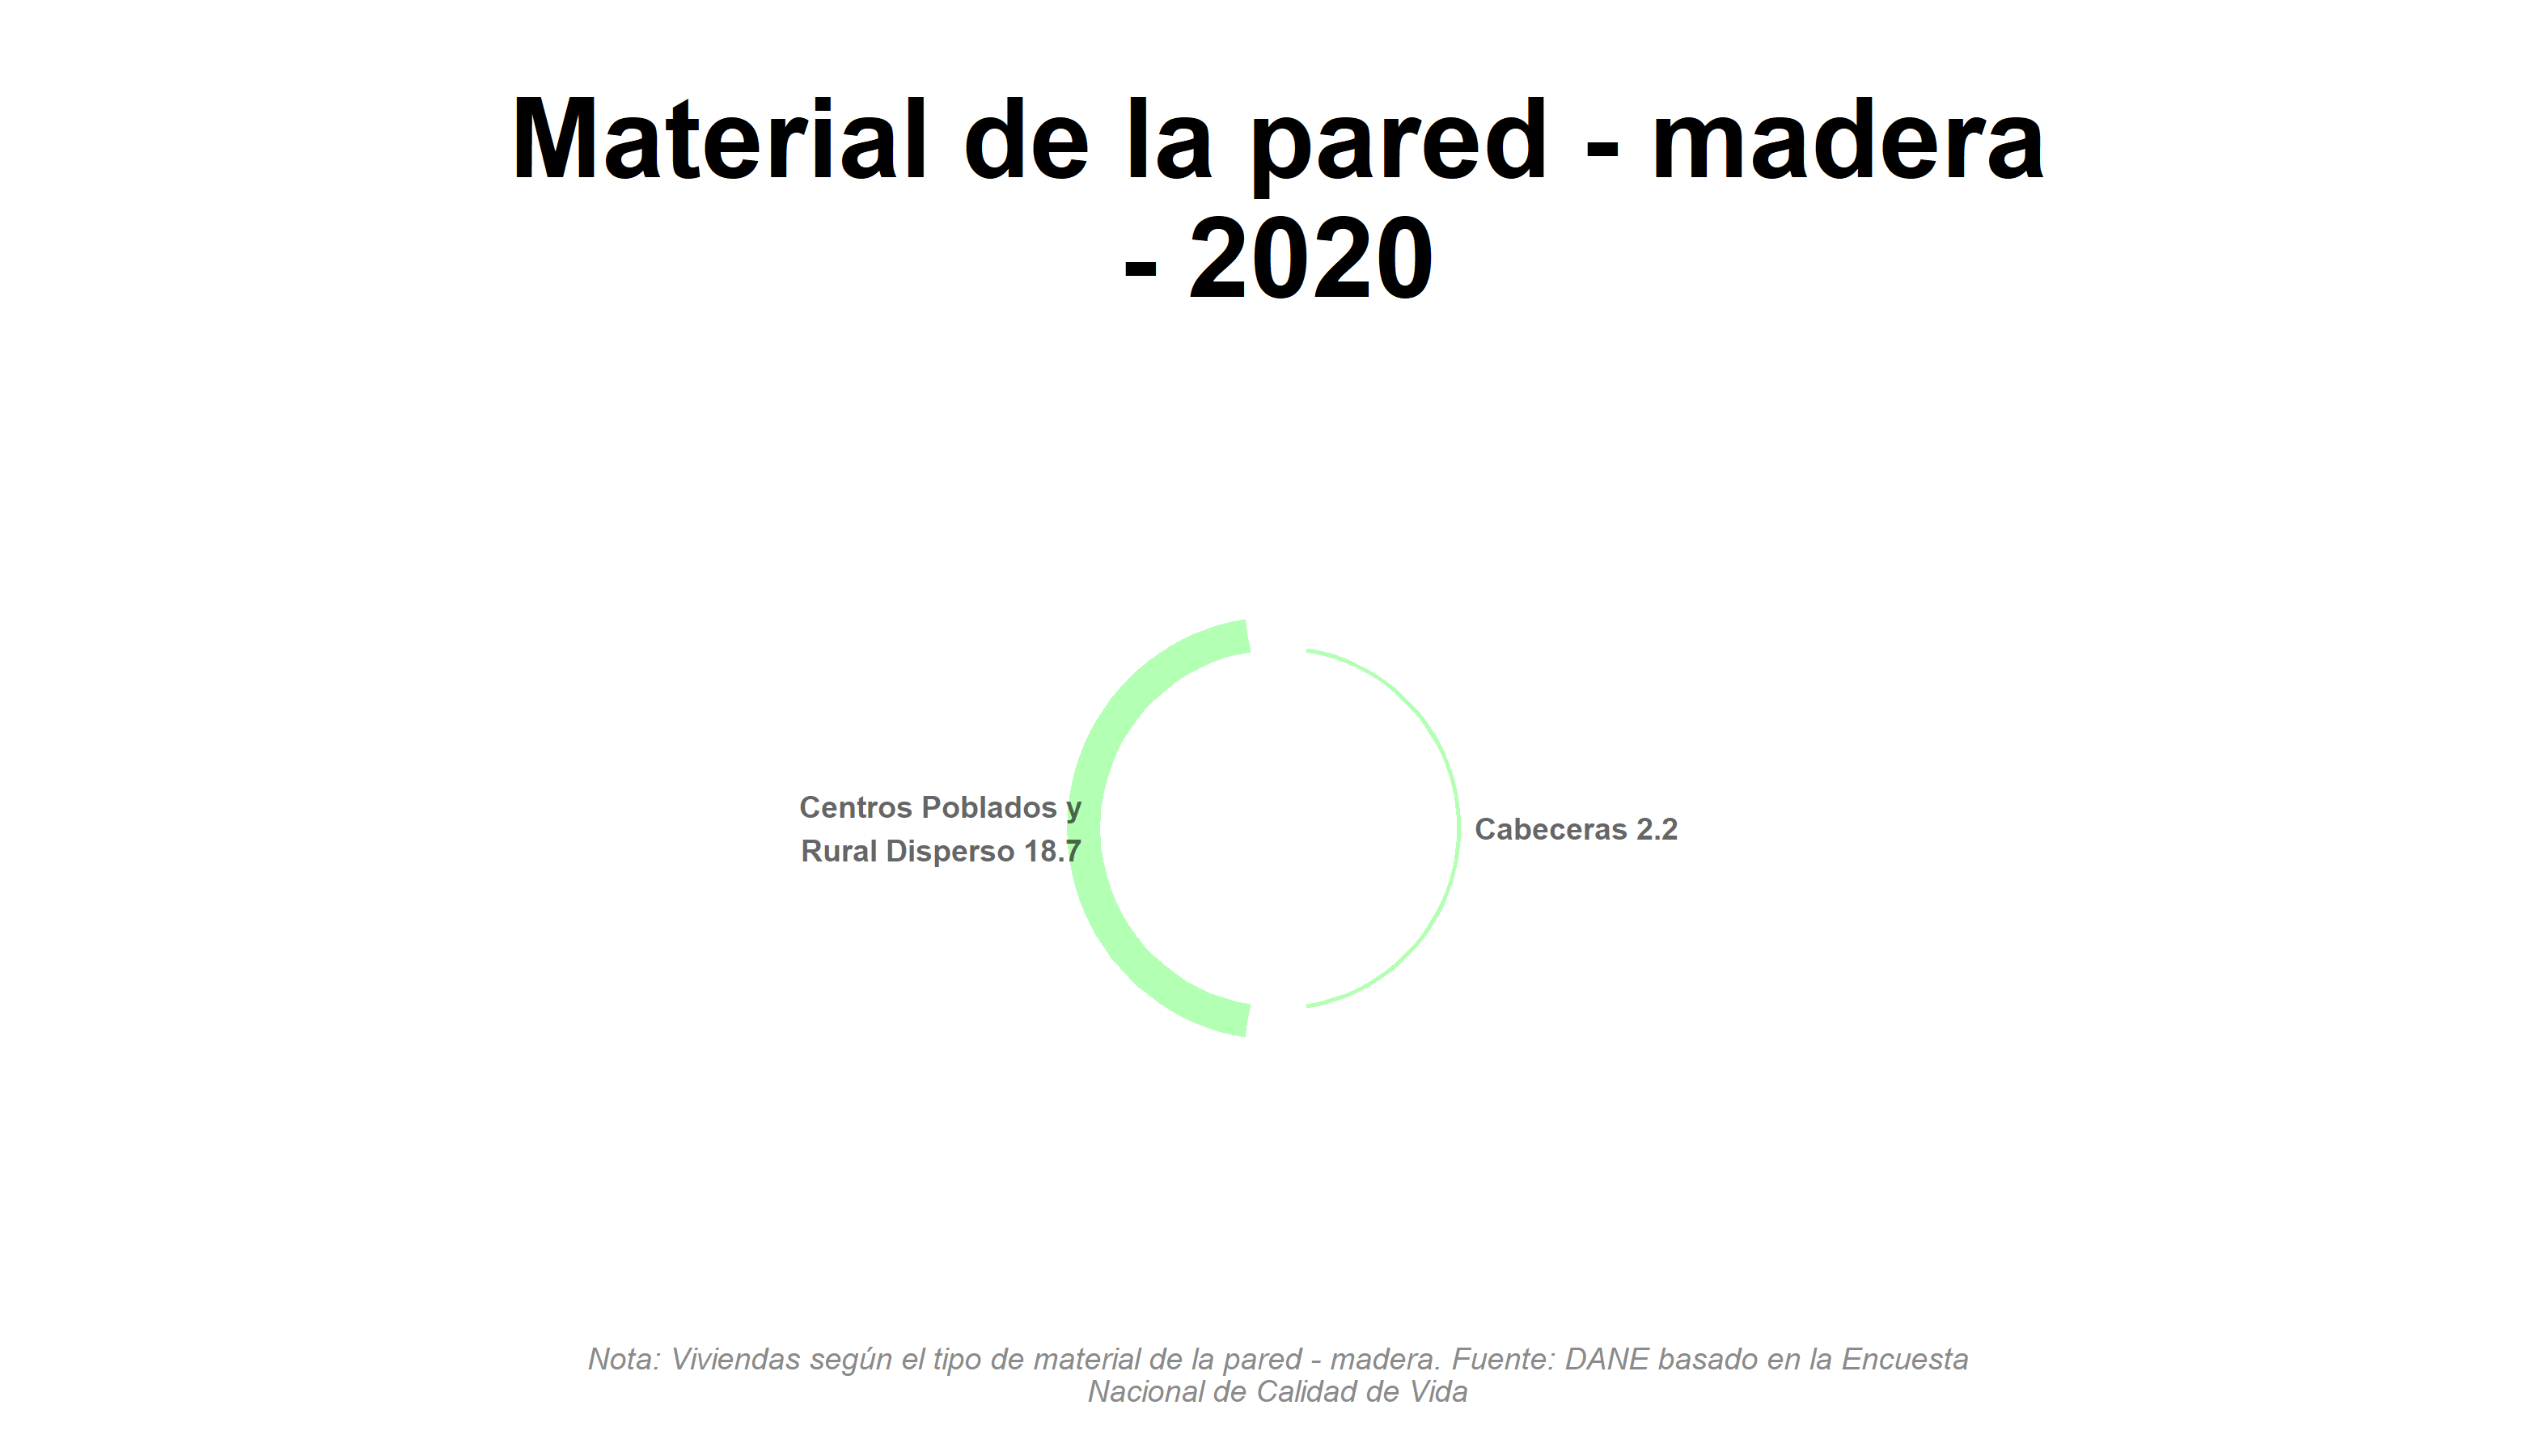 Material de la pared - madera
- 2020
Centros Poblados y
Rural Disperso 18.7
Cabeceras 2.2
Nota: Viviendas según el tipo de material de la pared - madera. Fuente: DANE basado en la Encuesta
Nacional de Calidad de Vida